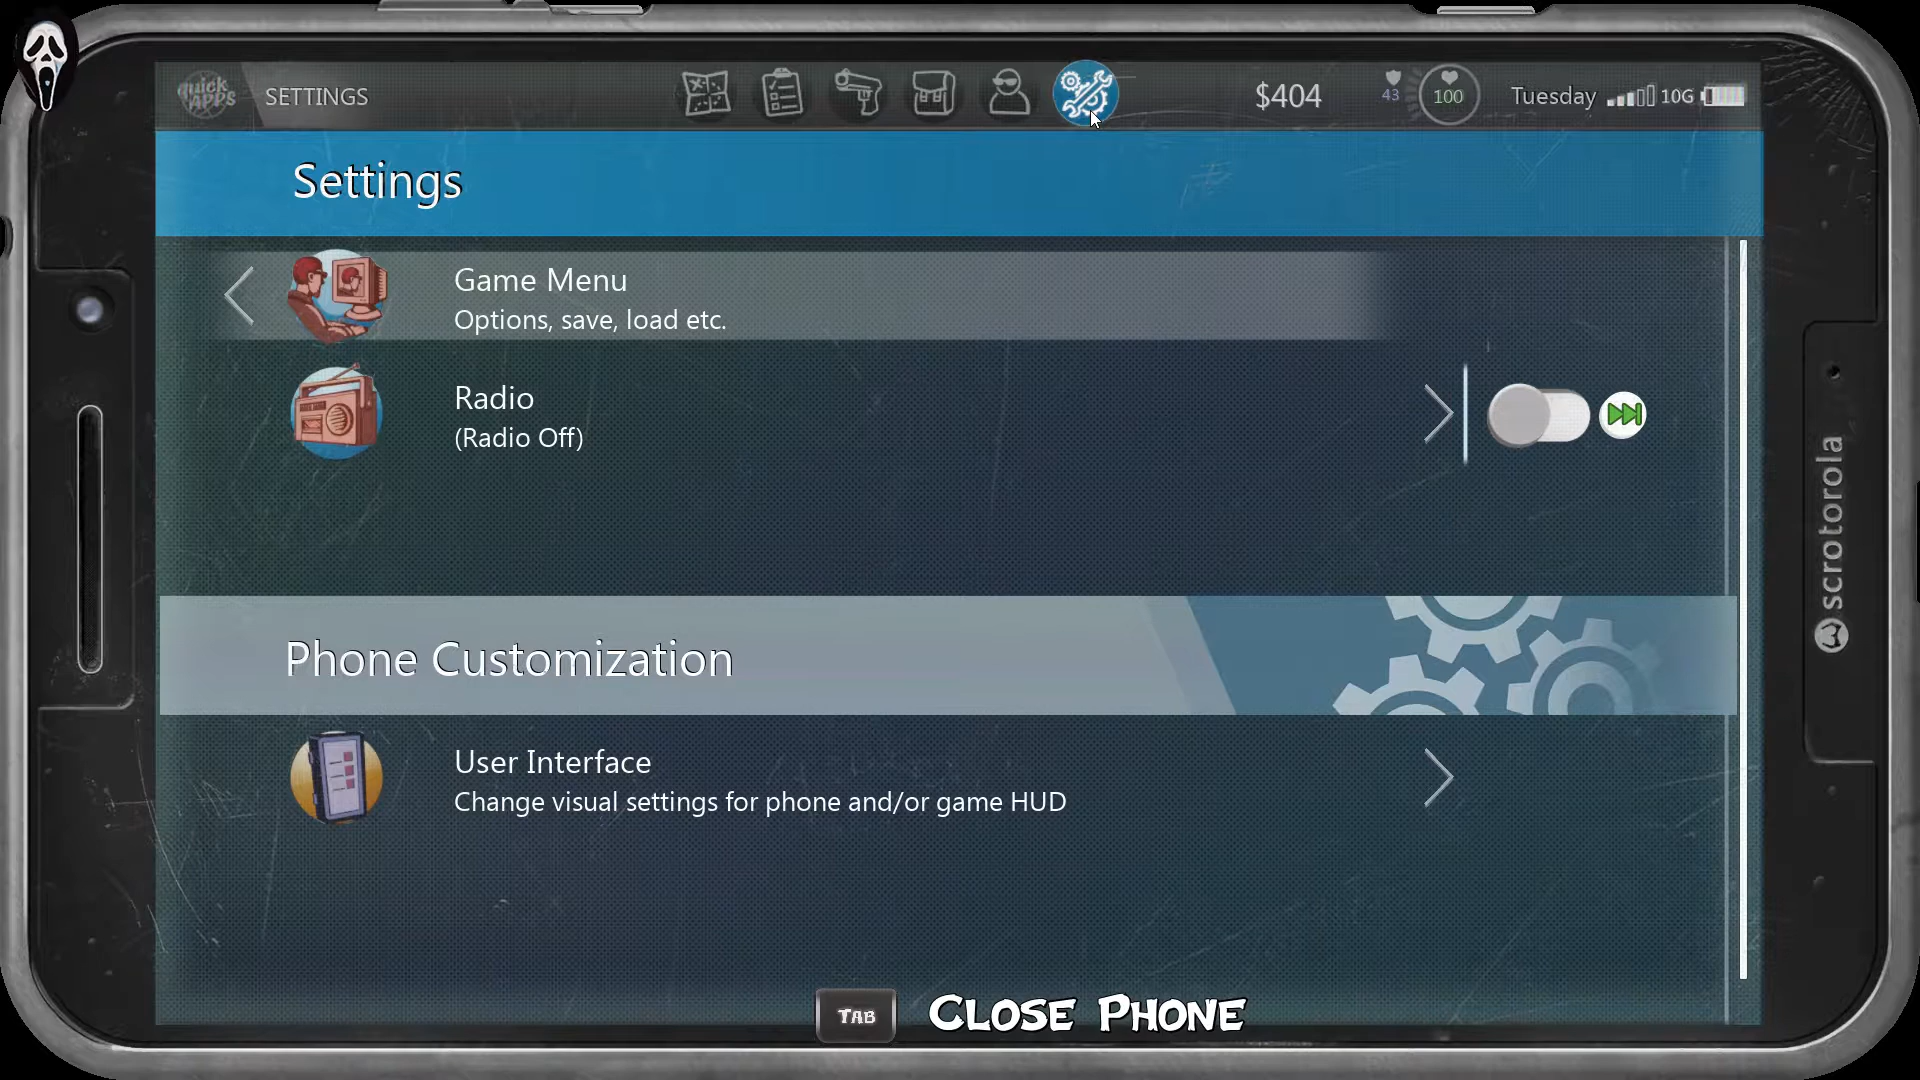 quick
apps
SETTINGS
$404
43
100
Tuesday
10G
Settings
Game Menu
Options, save, load etc.
Radio
(Radio Off)
Phone Customization
User Interface
Change visual settings for phone and/or game HUD
TAB
CLOSE PHONE
scrotorola